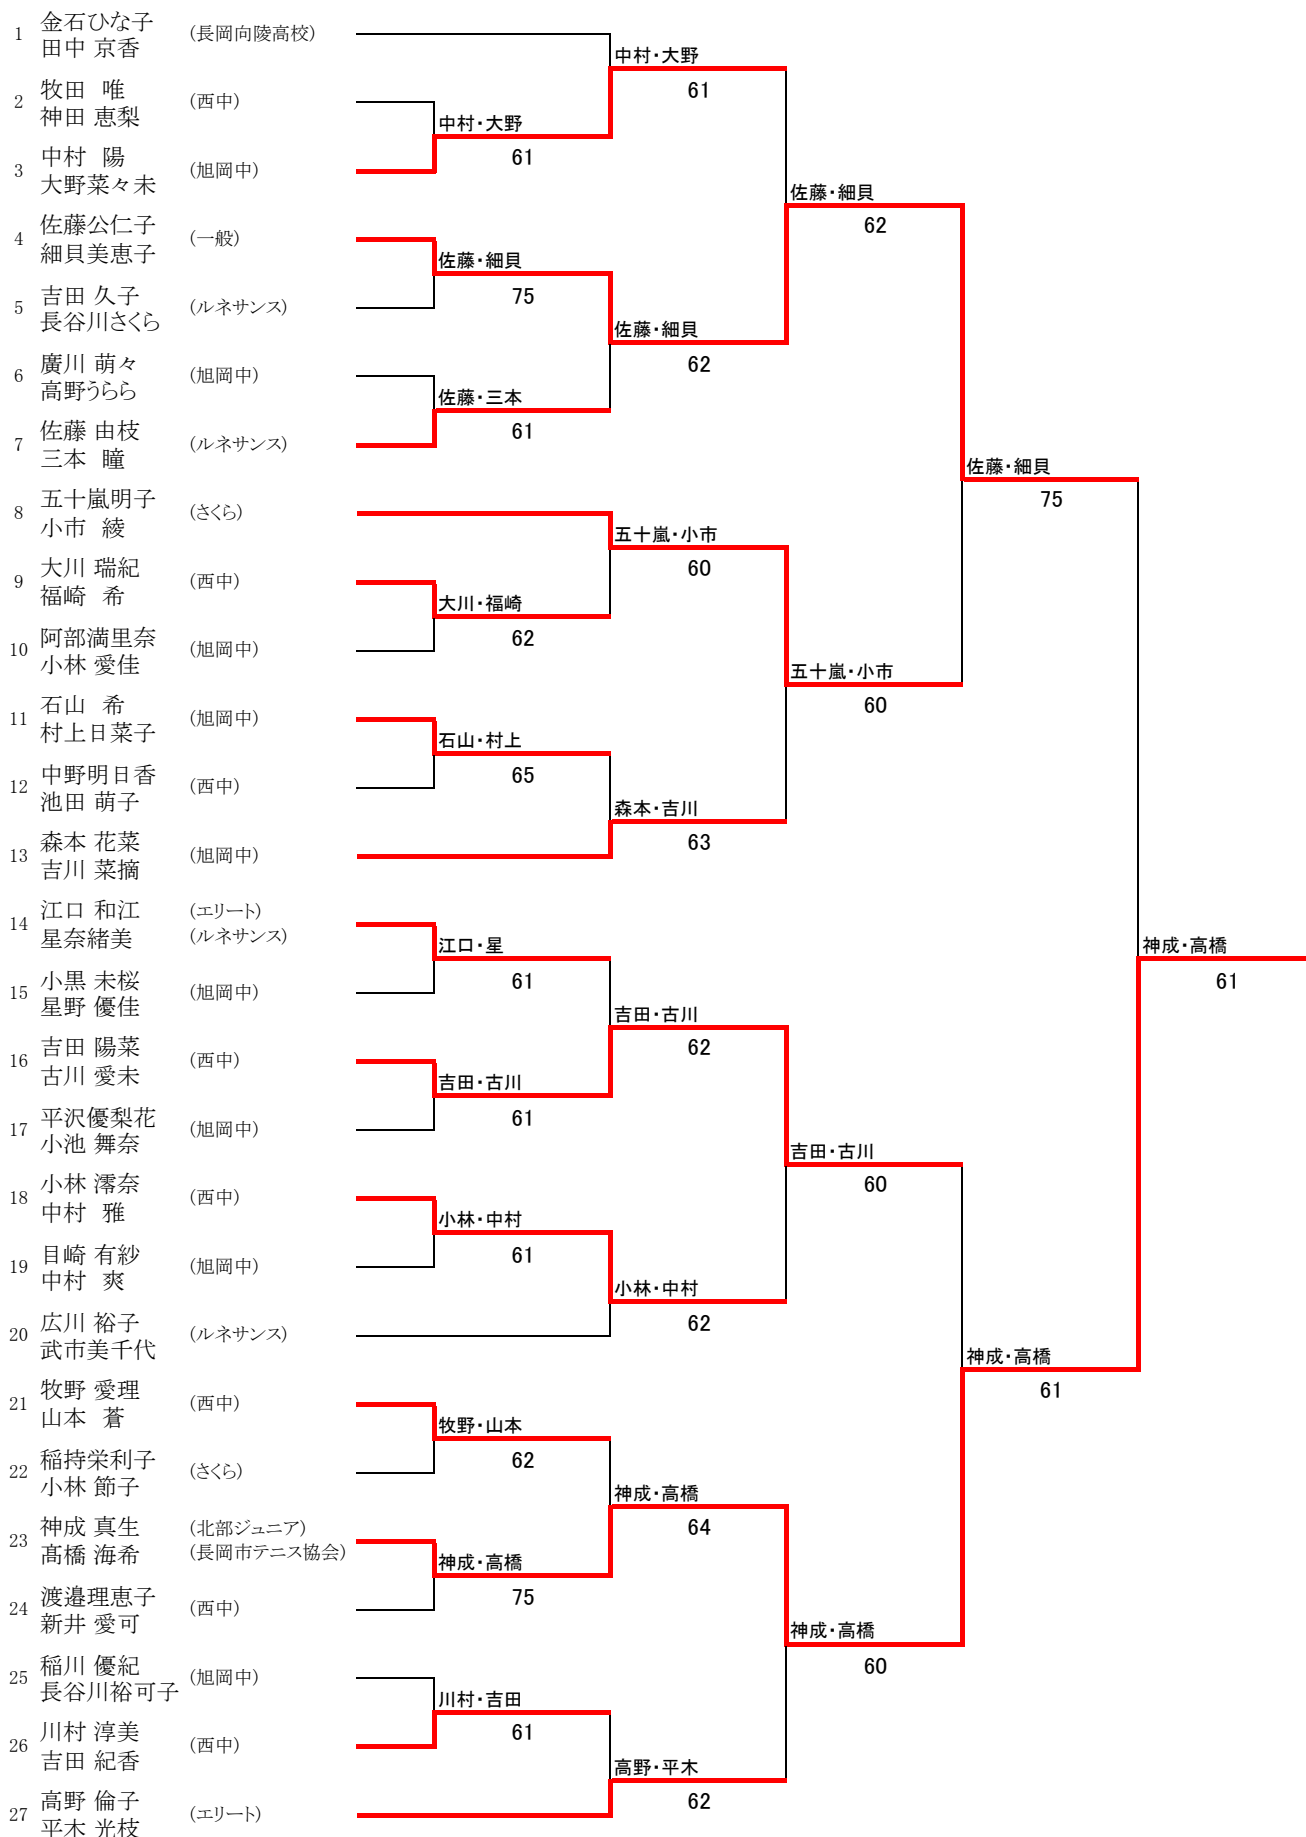 1 金石ひな子 (長岡向陵高校)
田中 京香
2 牧田 唯 (西中)
神田 恵梨
3 中村 陽 (旭岡中)
大野菜々未
4 佐藤公仁子 (一般)
細貝美恵子
5 吉田 久子 (ルネサンス)
長谷川さくら
6 廣川 萌々 (旭岡中)
高野うらら
7 佐藤 由枝 (ルネサンス)
三本 瞳
8 五十嵐明子 (さくら)
小市 綾
9 大川 瑞紀 (西中)
福崎 希
10 阿部満里奈 (旭岡中)
小林 愛佳
11 石山 希 (旭岡中)
村上日菜子
12 中野明日香 (西中)
池田 萌子
13 森本 花菜 (旭岡中)
吉川 菜摘
14 江口 和江 (エリート)
星奈緒美 (ルネサンス)
15 小黒 未桜 (旭岡中)
星野 優佳
16 吉田 陽菜 (西中)
古川 愛未
17 平沢優梨花 (旭岡中)
小池 舞奈
18 小林 澪奈 (西中)
中村 雅
19 目崎 有紗 (旭岡中)
中村 爽
20 広川 裕子 (ルネサンス)
武市美千代
21 牧野 愛理 (西中)
山本 蒼
22 稲持栄利子 (さくら)
小林 節子
23 神成 真生 (北部ジュニア)
髙橋 海希 (長岡市テニス協会)
24 渡邉理恵子 (西中)
新井 愛可
25 稲川 優紀 (旭岡中)
長谷川裕可子
26 川村 淳美 (西中)
吉田 紀香
27 高野 倫子 (エリート)
平木 光枝
中村・大野
61
佐藤・細貝
75
佐藤・三本
61
大川・福崎
62
石山・村上
65
江口・星
61
吉田・古川
61
小林・中村
61
牧野・山本
62
神成・高橋
75
川村・吉田
61
中村・大野
61
佐藤・細貝
62
五十嵐・小市
60
森本・吉川
63
吉田・古川
62
小林・中村
62
神成・高橋
64
高野・平木
62
佐藤・細貝
62
五十嵐・小市
60
吉田・古川
60
神成・高橋
60
佐藤・細貝
75
神成・高橋
61
神成・高橋
61